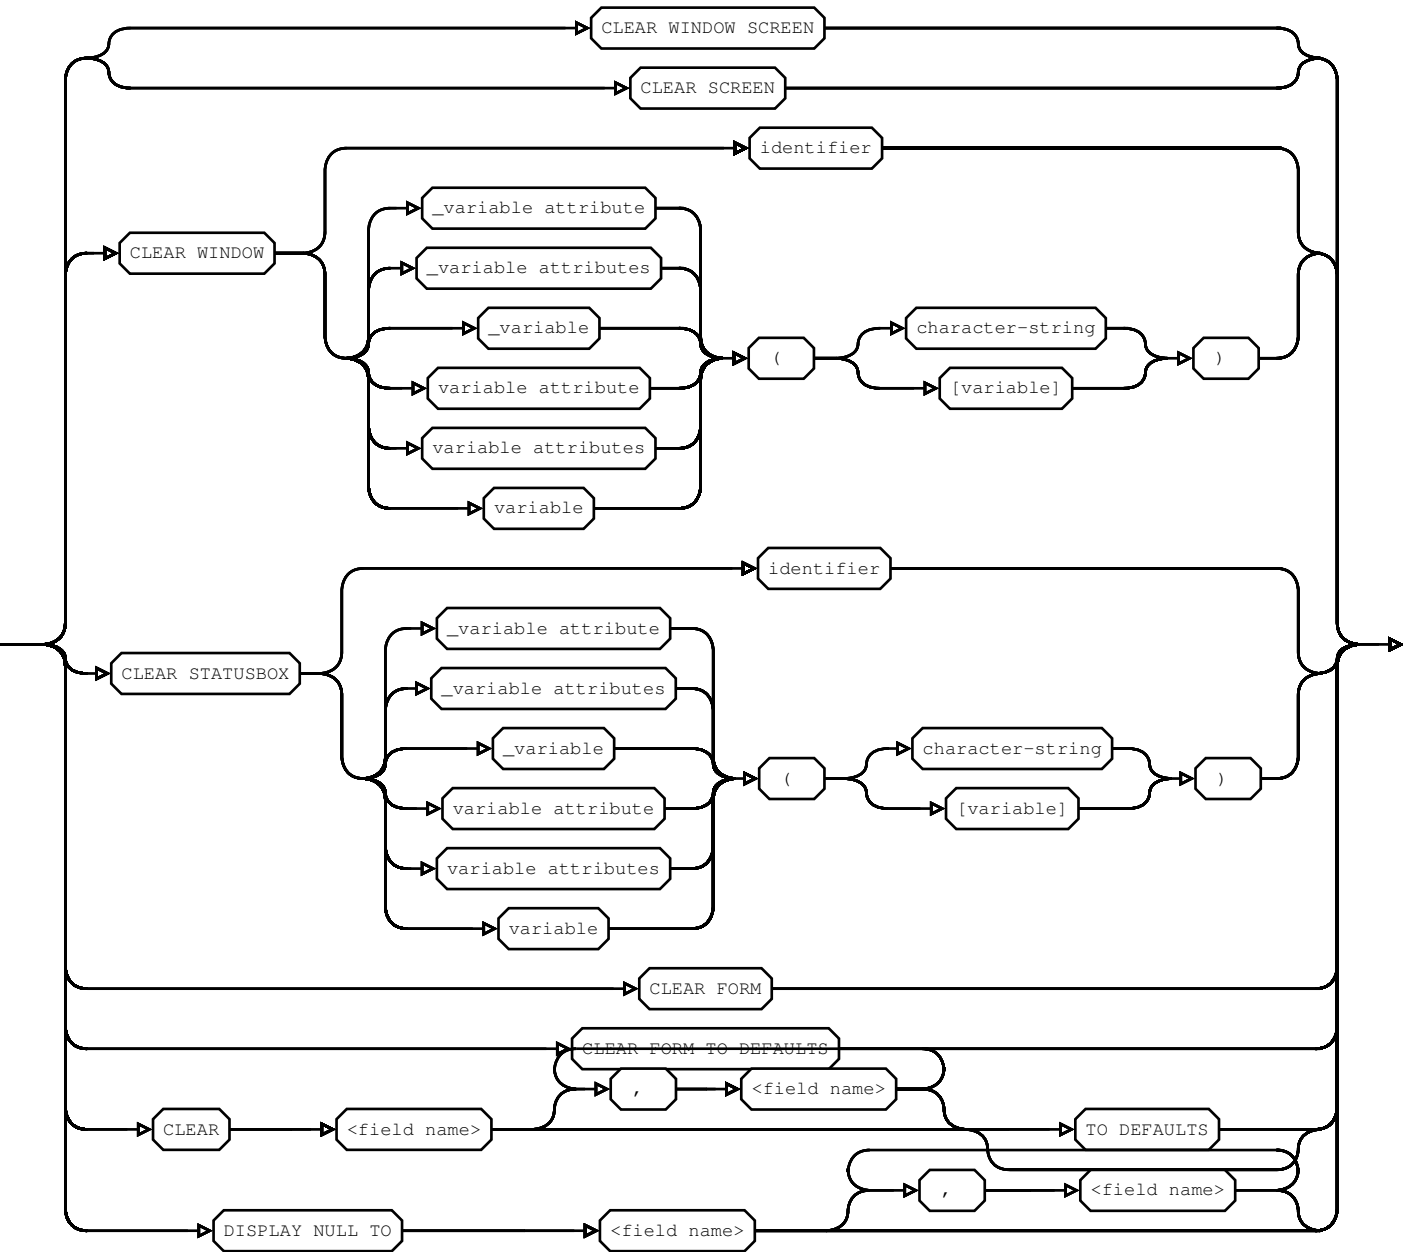 CLEAR WINDOW SCREEN
CLEAR SCREEN
identifier
_variable attribute
CLEAR WINDOW
_variable attributes
_variable
character-string
(
)
variable attribute
[variable]
variable attributes
variable
identifier
_variable attribute
CLEAR STATUSBOX
_variable attributes
_variable
character-string
(
)
variable attribute
[variable]
variable attributes
variable
CLEAR FORM
CLEAR FORM TO DEFAULTS
, <field name>
CLEAR <field name> TO DEFAULTS
, <field name>
DISPLAY NULL TO <field name>